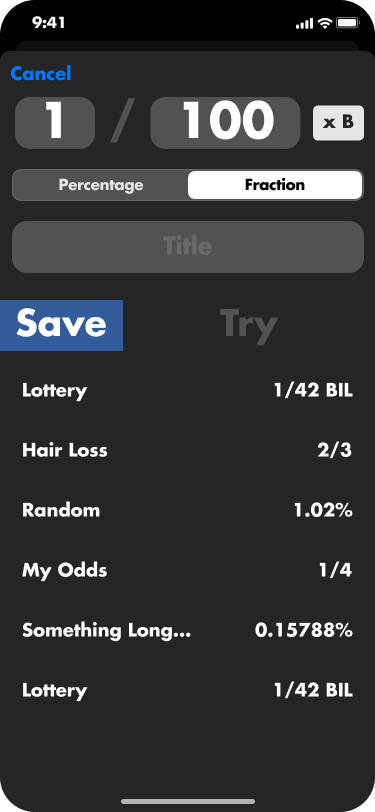 9:41
Cancel
1 / 100 x B
Percentage Fraction
Title
Save Try
Lottery 1/42 BIL
Hair Loss 2/3
Random 1.02%
My Odds 1/4
Something Long... 0.15788%
Lottery 1/42 BIL